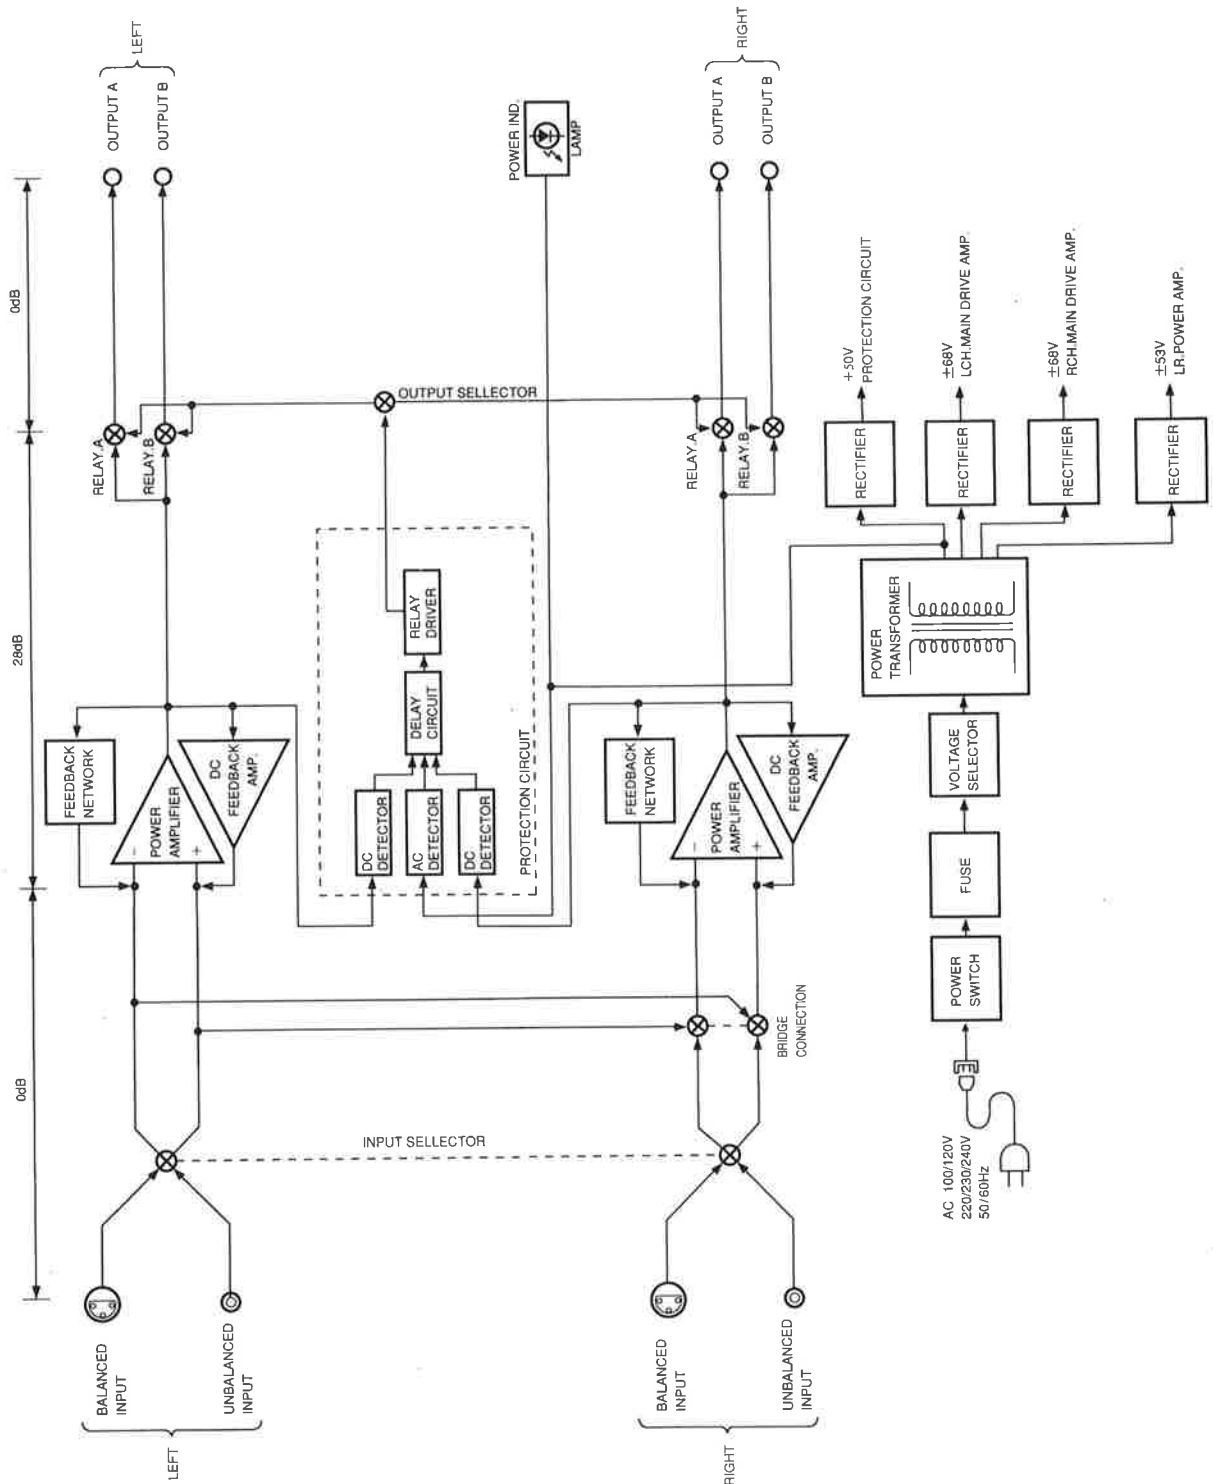 0dB
28dB
0dB
LEFT
BALANCED
INPUT
UNBALANCED
INPUT
FEEDBACK
NETWORK
POWER
AMPLIFIER
-
+
DC
FEEDBACK
AMP.
RELAY.A
RELAY.B
OUTPUT A
OUTPUT B
LEFT
INPUT SELLECTOR
DC
DETECTOR
AC
DETECTOR
DC
DETECTOR
DELAY
CIRCUIT
RELAY
DRIVER
PROTECTION CIRCUIT
OUTPUT SELLECTOR
POWER IND.
LAMP
RIGHT
BALANCED
INPUT
UNBALANCED
INPUT
BRIDGE
CONNECTION
FEEDBACK
NETWORK
POWER
AMPLIFIER
-
+
DC
FEEDBACK
AMP.
RELAY.A
RELAY.B
OUTPUT A
OUTPUT B
RIGHT
AC 100/120V
220/230/240V
50/60Hz
POWER
SWITCH
FUSE
VOLTAGE
SELECTOR
POWER
TRANSFORMER
RECTIFIER
+50V
PROTECTION CIRCUIT
RECTIFIER
±68V
LCH.MAIN DRIVE AMP.
RECTIFIER
±68V
RCH.MAIN DRIVE AMP.
RECTIFIER
±53V
LR.POWER AMP.